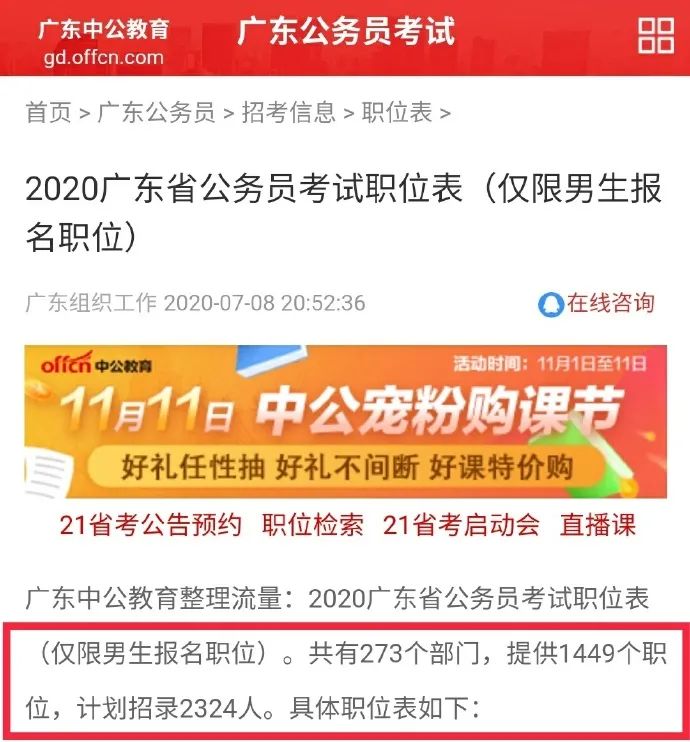 广东中公教育
gd.offcn.com
广东公务员考试
首页 > 广东公务员 > 招考信息 > 职位表 >
2020广东省公务员考试职位表（仅限男生报
名职位）
广东组织工作 2020-07-08 20:52:36
在线咨询
offcn中公教育
活动时间：11月1日至11日
11月11日 中公宠粉购课节
好礼任性抽 好礼不间断 好课特价购
21省考公告预约 职位检索 21省考启动会 直播课
广东中公教育整理流量：2020广东省公务员考试职位表
（仅限男生报名职位）。共有273个部门，提供1449个职
位，计划招录2324人。具体职位表如下：